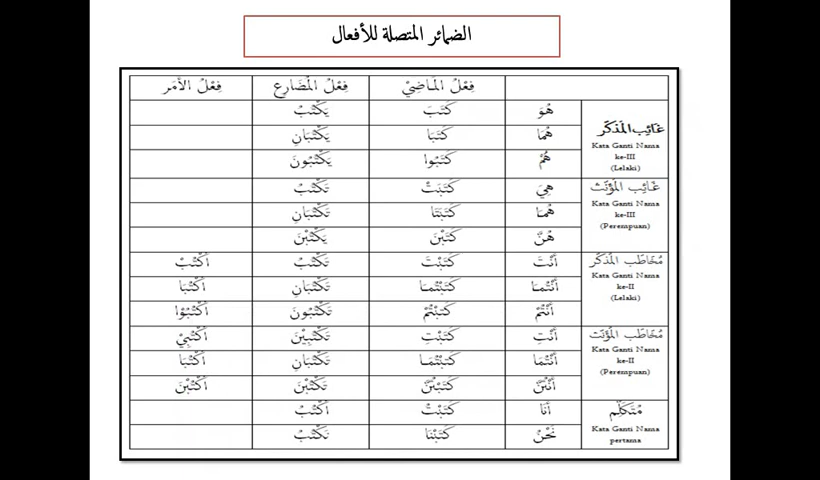 الضمائر المتصلة للأفعال
فِعْلُ المَاضِيْ فِعْلُ المُضَارِع فِعْلُ الأَمَر
غَائِب المُذَكَّر
Kata Ganti Nama
ke-III
(Lelaki)
هُوَ كَتَبَ يَكْتُبُ
هُمَا كَتَبَا يَكْتُبَانِ
هُمْ كَتَبُوا يَكْتُبُونَ
غَائِب المُؤَنَّث
Kata Ganti Nama
ke-III
(Perempuan)
هِيَ كَتَبَتْ تَكْتُبُ
هُمَا كَتَبَتَا تَكْتُبَانِ
هُنَّ كَتَبْنَ يَكْتُبْنَ
مُخَاطَب المُذَكَّر
Kata Ganti Nama
ke-II
(Lelaki)
أَنْتَ كَتَبْتَ تَكْتُبُ اُكْتُبْ
أَنْتُمَا كَتَبْتُمَا تَكْتُبَانِ اُكْتُبَا
أَنْتُمْ كَتَبْتُمْ تَكْتُبُونَ اُكْتُبُوْا
مُخَاطَب المُؤَنَّث
Kata Ganti Nama
ke-II
(Perempuan)
أَنْتِ كَتَبْتِ تَكْتُبِيْنَ اُكْتُبِيْ
أَنْتُمَا كَتَبْتُمَا تَكْتُبَانِ اُكْتُبَا
أَنْتُنَّ كَتَبْتُنَّ تَكْتُبْنَ اُكْتُبْنَ
مُتَكَلِّم
Kata Ganti Nama
pertama
أَنَا كَتَبْتُ أَكْتُبُ
نَحْنُ كَتَبْنَا نَكْتُبُ